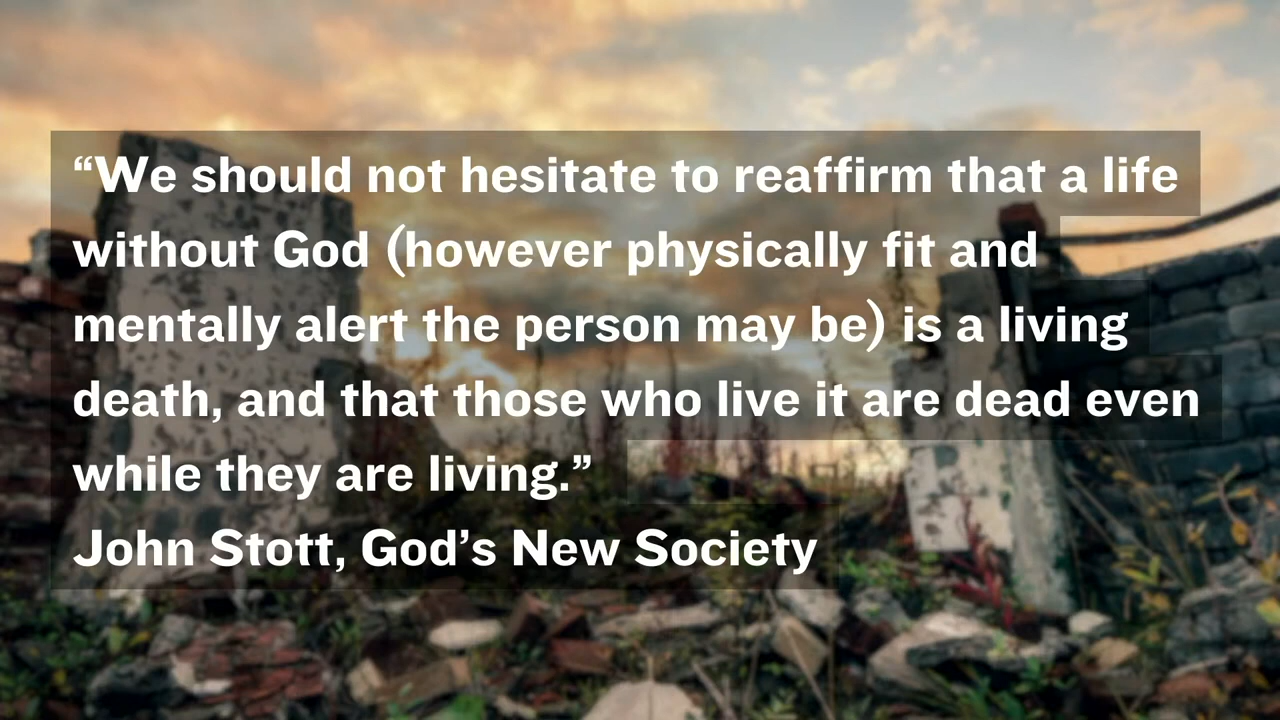 “We should not hesitate to reaffirm that a life
without God (however physically fit and
mentally alert the person may be) is a living
death, and that those who live it are dead even
while they are living.”
John Stott, God’s New Society